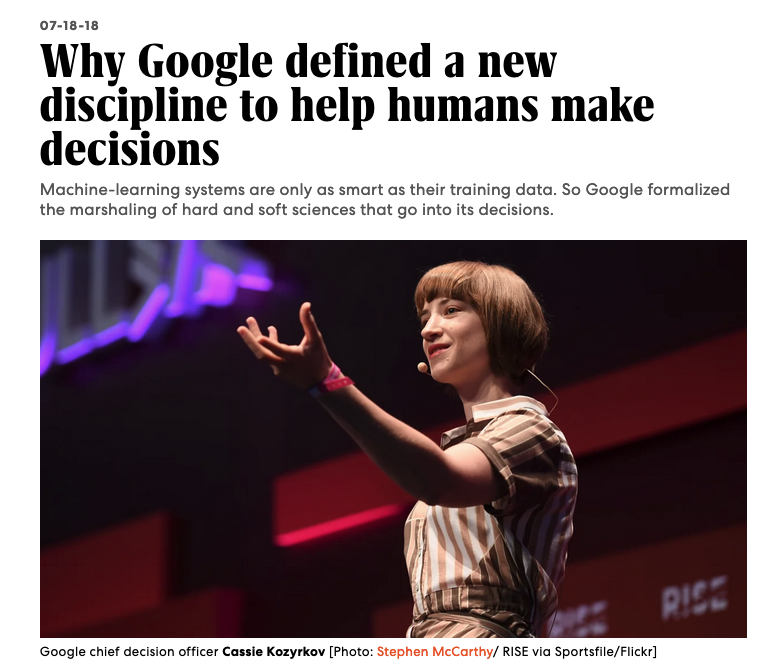 07-18-18
Why Google defined a new
discipline to help humans make
decisions
Machine-learning systems are only as smart as their training data. So Google formalized
the marshaling of hard and soft sciences that go into its decisions.
RISE
RISE
Google chief decision officer Cassie Kozyrkov [Photo: Stephen McCarthy/ RISE via Sportsfile/Flickr]